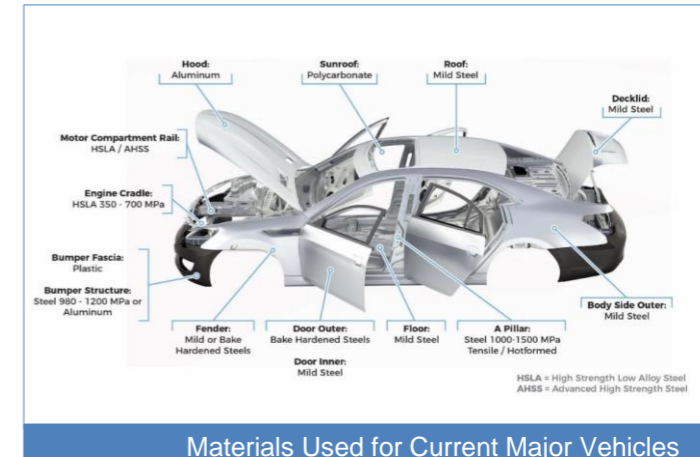 Hood:
Aluminum
Sunroof:
Polycarbonate
Roof:
Mild Steel
Decklid:
Mild Steel
Motor Compartment Rail:
HSLA / AHSS
Engine Cradle:
HSLA 350 - 700 MPa
Bumper Fascia:
Plastic
Bumper Structure:
Steel 980 - 1200 MPa or
Aluminum
Fender:
Mild or Bake
Hardened Steels
Door Outer:
Bake Hardened Steels
Door Inner:
Mild Steel
Floor:
Mild Steel
A Pillar:
Steel 1000-1500 MPa
Tensile / Hotformed
Body Side Outer:
Mild Steel
HSLA = High Strength Low Alloy Steel
AHSS = Advanced High Strength Steel
Materials Used for Current Major Vehicles